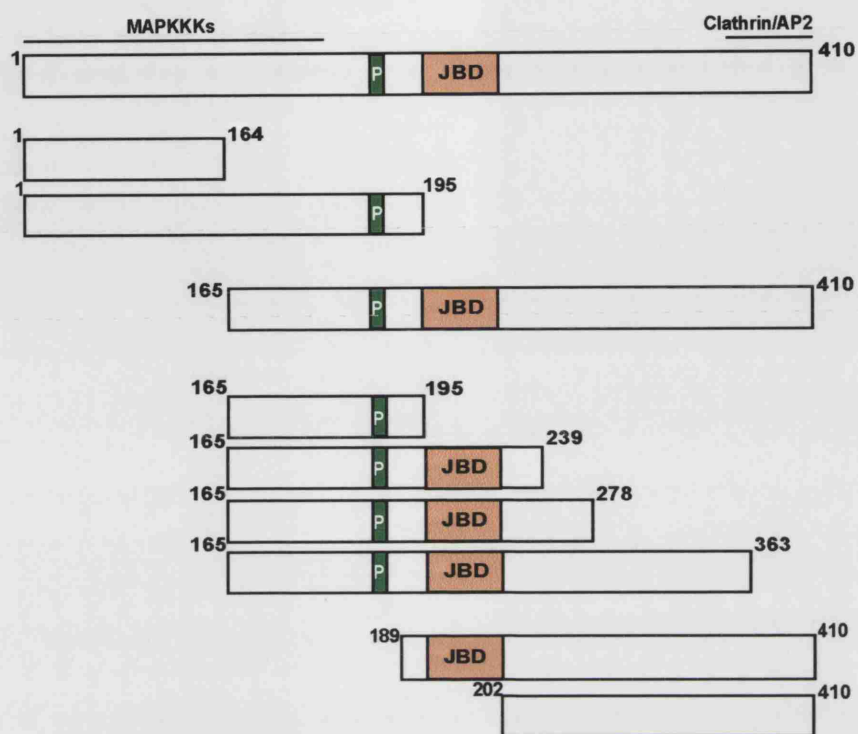 MAPKKKs Clathrin/AP2
1 P JBD 410
1 164
1 P 195
165 P JBD 410
165 P 195
165 P JBD 239
165 P JBD 278
165 P JBD 363
189 JBD 410
202 410